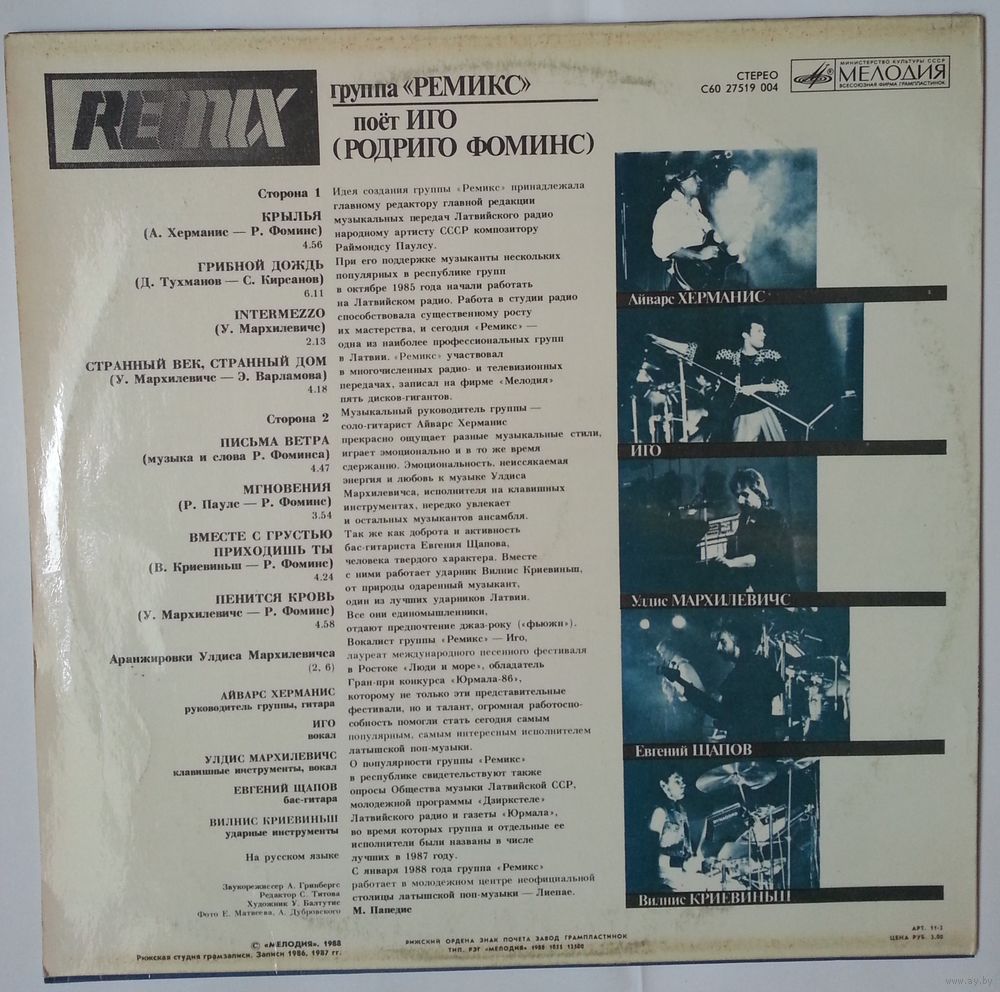 REMIX
группа «РЕМИКС»
поёт ИГО
(РОДРИГО ФОМИНС)
СТЕРЕО
С60 27519 004
МИНИСТЕРСТВО КУЛЬТУРЫ СССР
МЕЛОДИЯ
ВСЕСОЮЗНАЯ ФИРМА ГРАМПЛАСТИНОК
Сторона 1
КРЫЛЬЯ
(А. Херманис — Р. Фоминс)
4.56
ГРИБНОЙ ДОЖДЬ
(Д. Тухманов — С. Кирсанов)
6.11
INTERMEZZO
(У. Мархилевичс)
2.13
СТРАННЫЙ ВЕК, СТРАННЫЙ ДОМ
(У. Мархилевичс — Э. Варламова)
4.18
Сторона 2
ПИСЬМА ВЕТРА
(музыка и слова Р. Фоминса)
4.47
МГНОВЕНИЯ
(Р. Паулс — Р. Фоминс)
3.54
ВМЕСТЕ С ГРУСТЬЮ
ПРИХОДИШЬ ТЫ
(В. Криевиньш — Р. Фоминс)
4.24
ПЕНИТСЯ КРОВЬ
(У. Мархилевичс — Р. Фоминс)
4.58
Аранжировки Улдиса Мархилевичса
(2, 6)
АЙВАРС ХЕРМАНИС
руководитель группы, гитара
ИГО
вокал
УЛДИС МАРХИЛЕВИЧС
клавишные инструменты, вокал
ЕВГЕНИЙ ЩАПОВ
бас-гитара
ВИЛНИС КРИЕВИНЬШ
ударные инструменты
На русском языке
Звукорежиссер А. Гринбергс
Редактор С. Титова
Художник У. Балтутис
Фото Е. Матвеева, А. Дубровского
Идея создания группы «Ремикс» принадлежала
главному редактору главной редакции
музыкальных передач Латвийского радио
народному артисту СССР композитору
Раймондсу Паулсу.
При его поддержке музыканты нескольких
популярных в республике групп
в октябре 1985 года начали работать
на Латвийском радио. Работа в студии радио
способствовала существенному росту
их мастерства, и сегодня «Ремикс» —
одна из наиболее профессиональных групп
в Латвии. «Ремикс» участвовал
в многочисленных радио- и телевизионных
передачах, записал на фирме «Мелодия»
пять дисков-гигантов.
Музыкальный руководитель группы —
соло-гитарист Айварс Херманис
прекрасно ощущает разные музыкальные стили,
играет эмоционально и в то же время
сдержанно. Эмоциональность, неиссякаемая
энергия и любовь к музыке Улдиса
Мархилевичса, исполнителя на клавишных
инструментах, нередко увлекает
и остальных музыкантов ансамбля.
Так же как доброта и активность
бас-гитариста Евгения Щапова,
человека твердого характера. Вместе
с ними работает ударник Вилнис Криевиньш,
от природы одаренный музыкант,
один из лучших ударников Латвии.
Все они единомышленники,
отдают предпочтение джаз-року («фьюжн»).
Вокалист группы «Ремикс» — Иго,
лауреат международного песенного фестиваля
в Ростоке «Люди и море», обладатель
Гран-при конкурса «Юрмала-86»,
которому не только эти представительные
фестивали, но и талант, огромная работоспо-
собность помогли стать сегодня самым
популярным, самым интересным исполнителем
латышской поп-музыки.
О популярности группы «Ремикс»
в республике свидетельствуют также
опросы Общества музыки Латвийской ССР,
молодежной программы «Дзиркстеле»
Латвийского радио и газеты «Юрмала»,
во время которых группа и отдельные ее
исполнители были названы в числе
лучших в 1987 году.
С января 1988 года группа «Ремикс»
работает в молодежном центре неофициальной
столицы латышской поп-музыки — Лиепае.
М. Папедис
Айварс ХЕРМАНИС
ИГО
Улдис МАРХИЛЕВИЧС
Евгений ЩАПОВ
Вилнис КРИЕВИНЬШ
© «МЕЛОДИЯ», 1988
Рижская студия грамзаписи. Записи 1986, 1987 гг.
РИЖСКИЙ ОРДЕНА ЗНАК ПОЧЕТА ЗАВОД ГРАМПЛАСТИНОК
ТИП. РЗГ «МЕЛОДИЯ» 1988 1035 12500
АРТ. 11-2
ЦЕНА РУБ. 3,00
www.ay.by